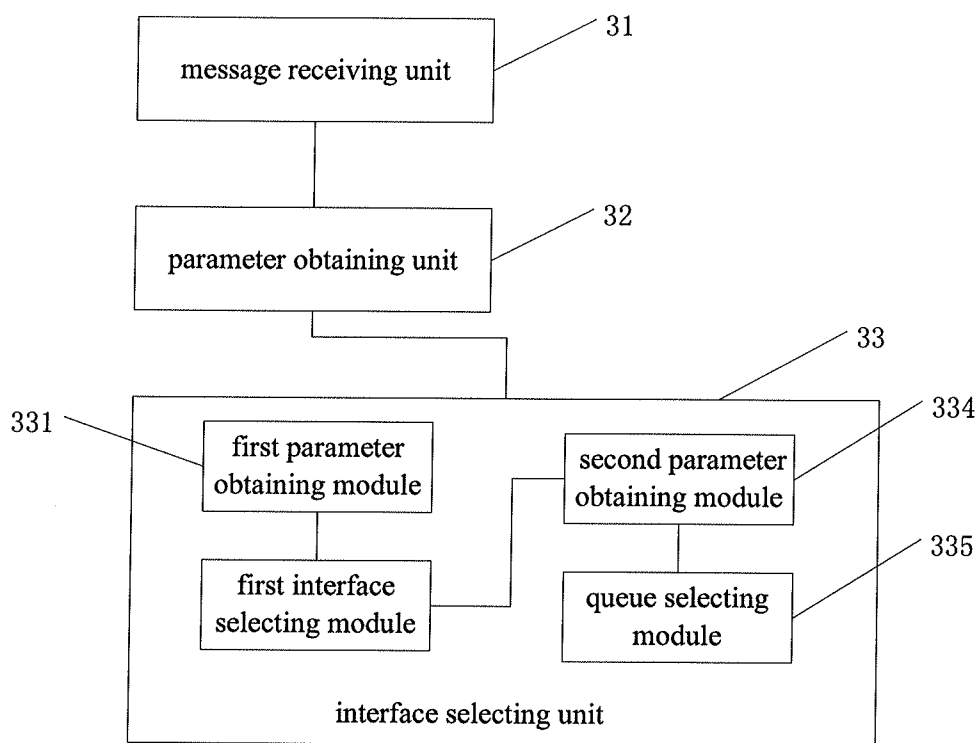 31
message receiving unit
32
parameter obtaining unit
33
331
334
first parameter
obtaining module
second parameter
obtaining module
335
first interface
selecting module
queue selecting
module
interface selecting unit